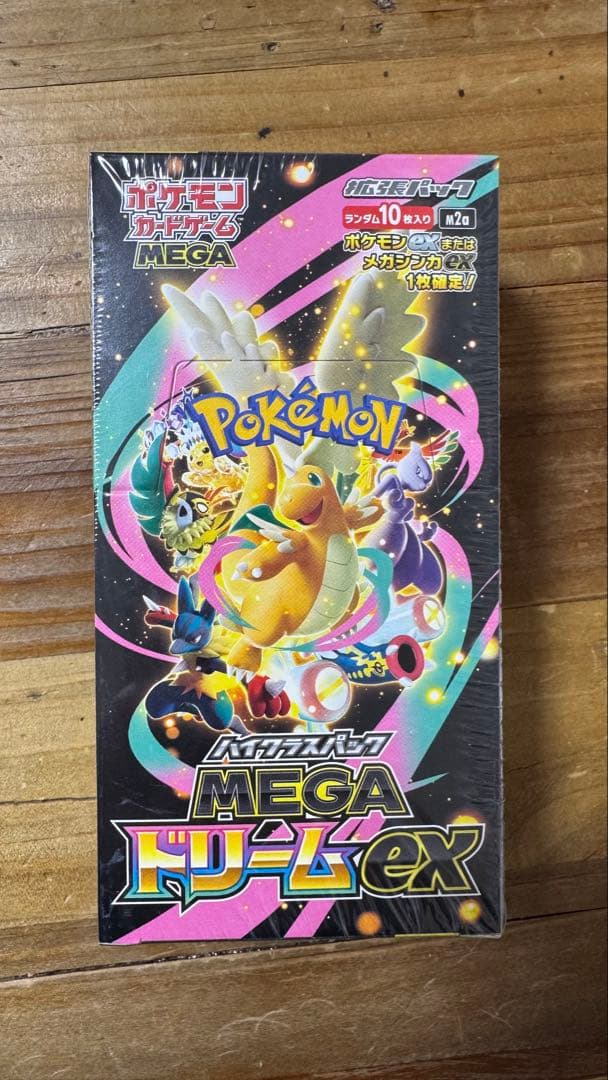 ポケモン
カードゲーム
MEGA
拡張パック
ランダム10枚入り
M2a
ポケモンexまたは
メガシンカex
1枚確定!
POKéMON
ハイクラスパック
MEGA
ドリームex